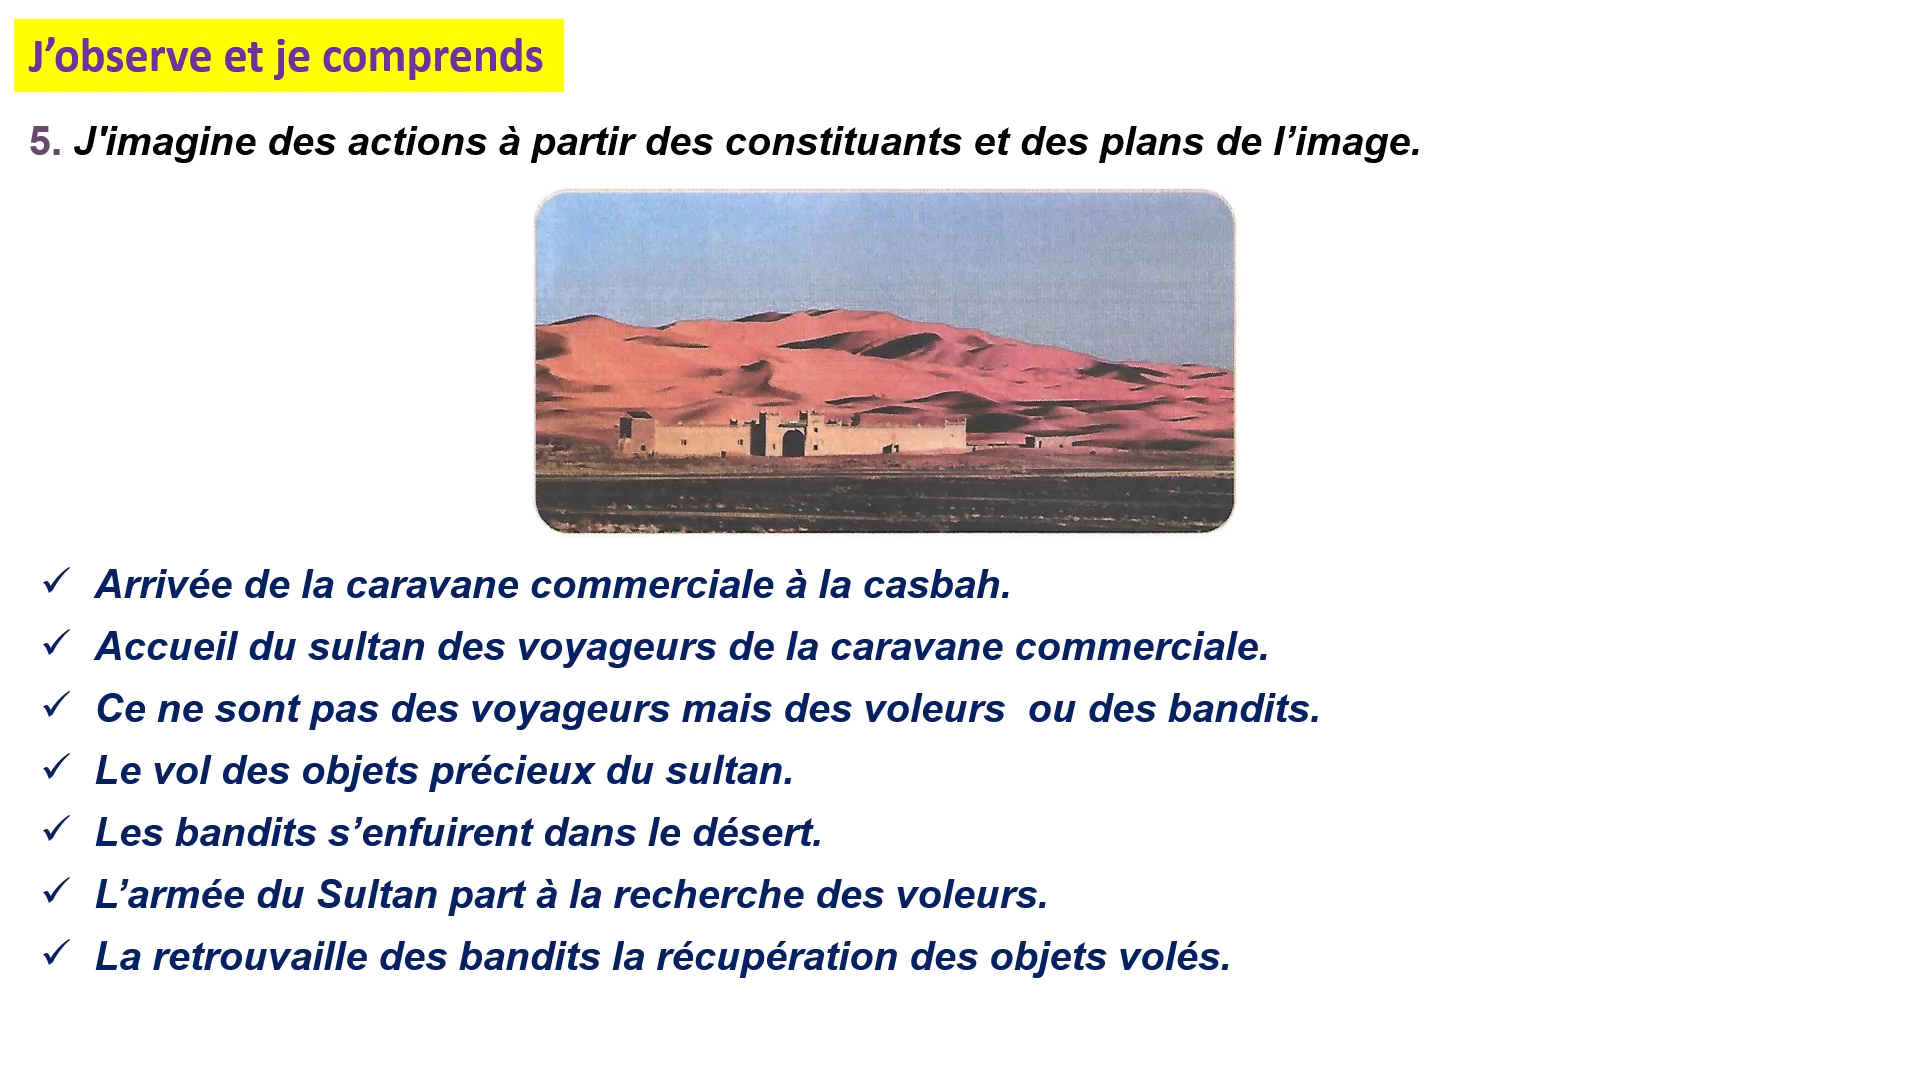 J’observe et je comprends
5. J'imagine des actions à partir des constituants et des plans de l’image.
✓ Arrivée de la caravane commerciale à la casbah.
✓ Accueil du sultan des voyageurs de la caravane commerciale.
✓ Ce ne sont pas des voyageurs mais des voleurs  ou des bandits.
✓ Le vol des objets précieux du sultan.
✓ Les bandits s’enfuirent dans le désert.
✓ L’armée du Sultan part à la recherche des voleurs.
✓ La retrouvaille des bandits la récupération des objets volés.